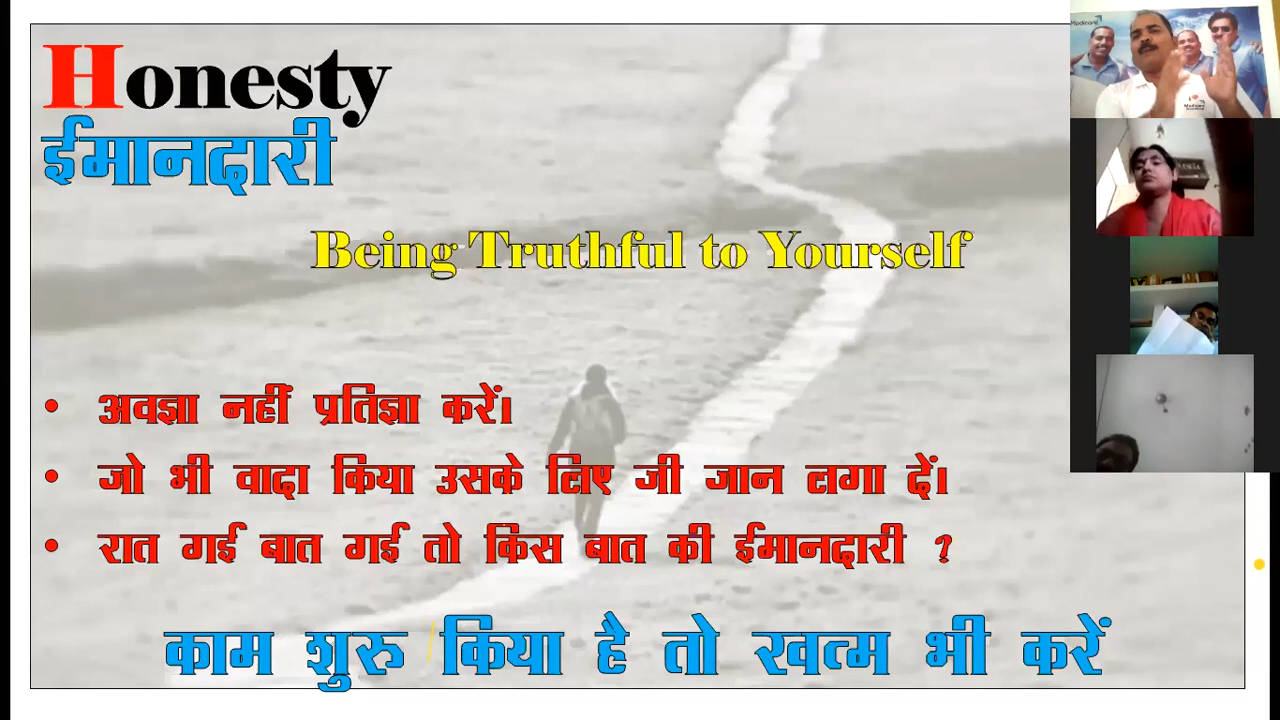 Honesty
ईमानदारी
Being Truthful to Yourself
• अवज्ञा नहीं प्रतिज्ञा करें।
• जो भी वादा किया उसके लिए जी जान लगा दें।
• रात गई बात गई तो किस बात की ईमानदारी ?
काम शुरु किया है तो खत्म भी करें
Modicare